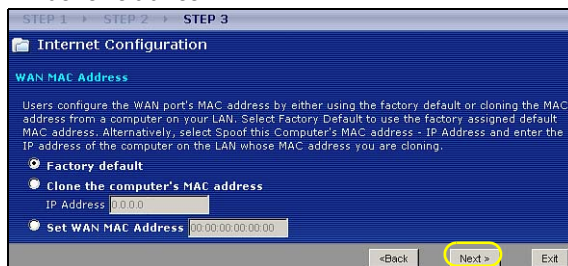 STEP 1 › STEP 2 › STEP 3
Internet Configuration
WAN MAC Address
Users configure the WAN port's MAC address by either using the factory default or cloning the MAC
address from a computer on your LAN. Select Factory Default to use the factory assigned default
MAC address. Alternatively, select Spoof this Computer's MAC address - IP Address and enter the
IP address of the computer on the LAN whose MAC address you are cloning.
Factory default
Clone the computer's MAC address
IP Address 0.0.0.0
Set WAN MAC Address 00:00:00:00:00:00
<Back Next > Exit